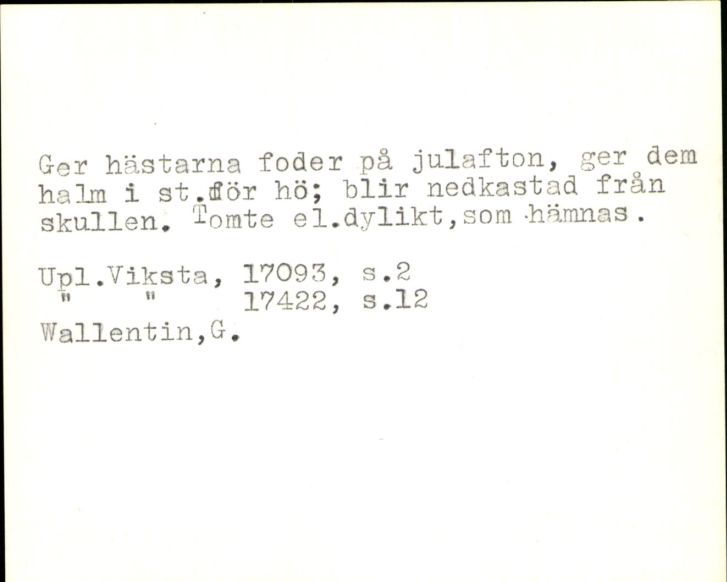 Ger hästarna foder på julafton, ger dem
halm i st.för hö; blir nedkastad från
skullen. Tomte el.dylikt,som hämnas.
Upl.Viksta, 17093, s.2
" " 17422, s.12
Wallentin,G.